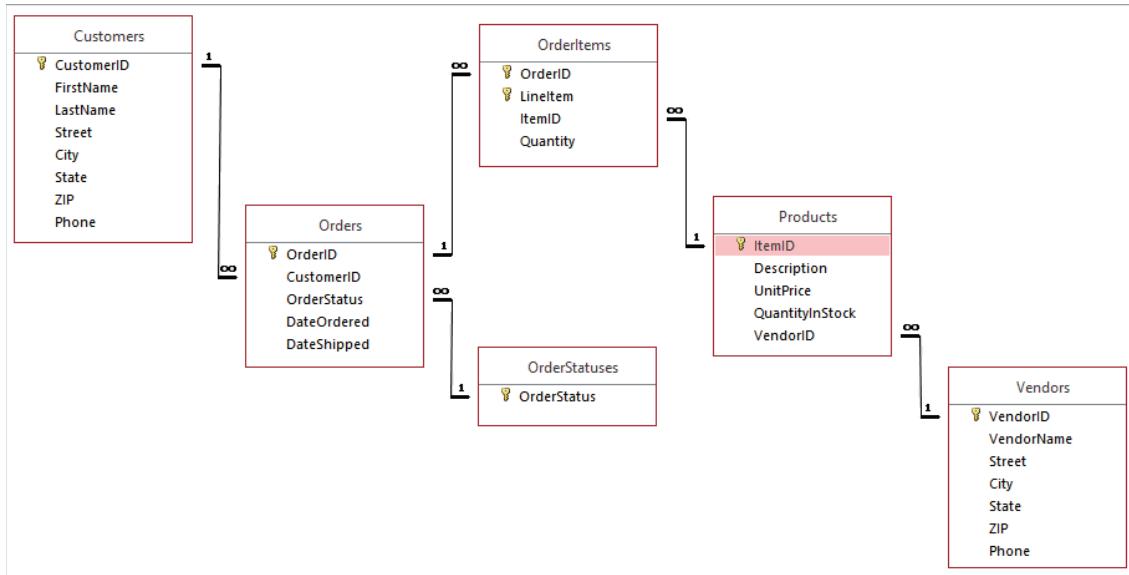 Customers
CustomerID
FirstName
LastName
Street
City
State
ZIP
Phone
1
∞
Orders
OrderID
CustomerID
OrderStatus
DateOrdered
DateShipped
1
∞
∞
1
OrderItems
OrderID
LineItem
ItemID
Quantity
∞
1
OrderStatuses
OrderStatus
Products
ItemID
Description
UnitPrice
QuantityInStock
VendorID
∞
1
Vendors
VendorID
VendorName
Street
City
State
ZIP
Phone